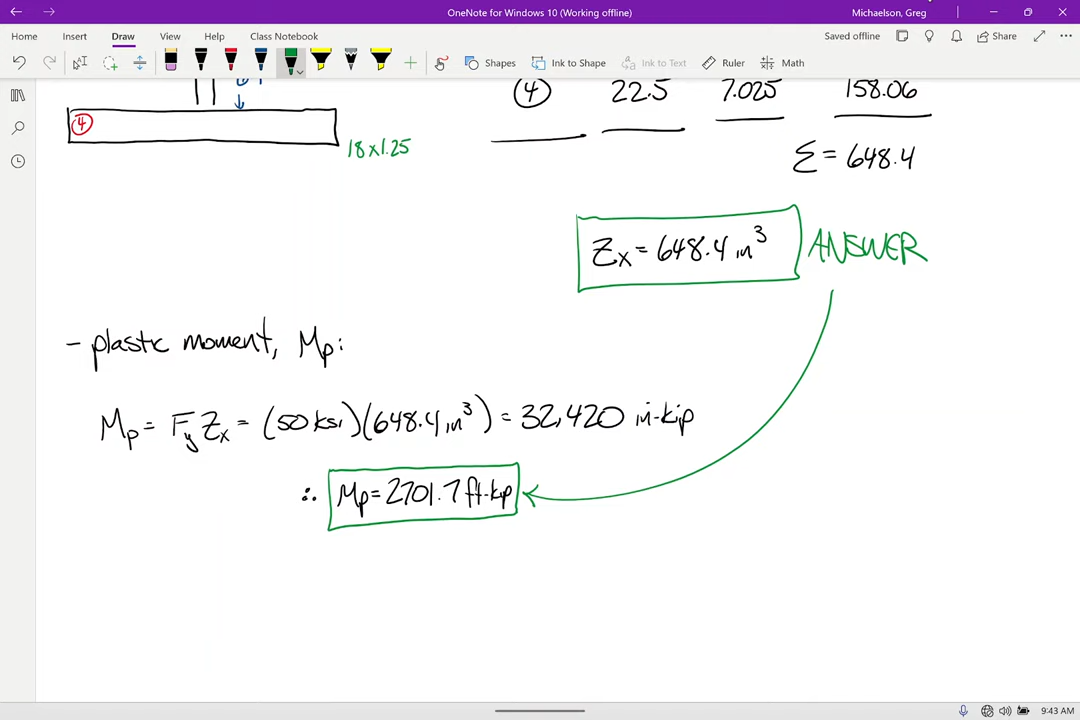 OneNote for Windows 10 (Working offline)
Michaelson, Greg
Home Insert Draw View Help Class Notebook
Saved offline Share
Shapes Ink to Shape Ink to Text Ruler Math
④ 22.5 7.025 158.06
④
18x1.25
Σ = 648.4
Zx = 648.4 in³ ANSWER
- plastic moment, Mp:
Mp = FyZx = (50 ksi)(648.4 in³) = 32,420 in-kip
∴ Mp = 2701.7 ft-kip
9:43 AM